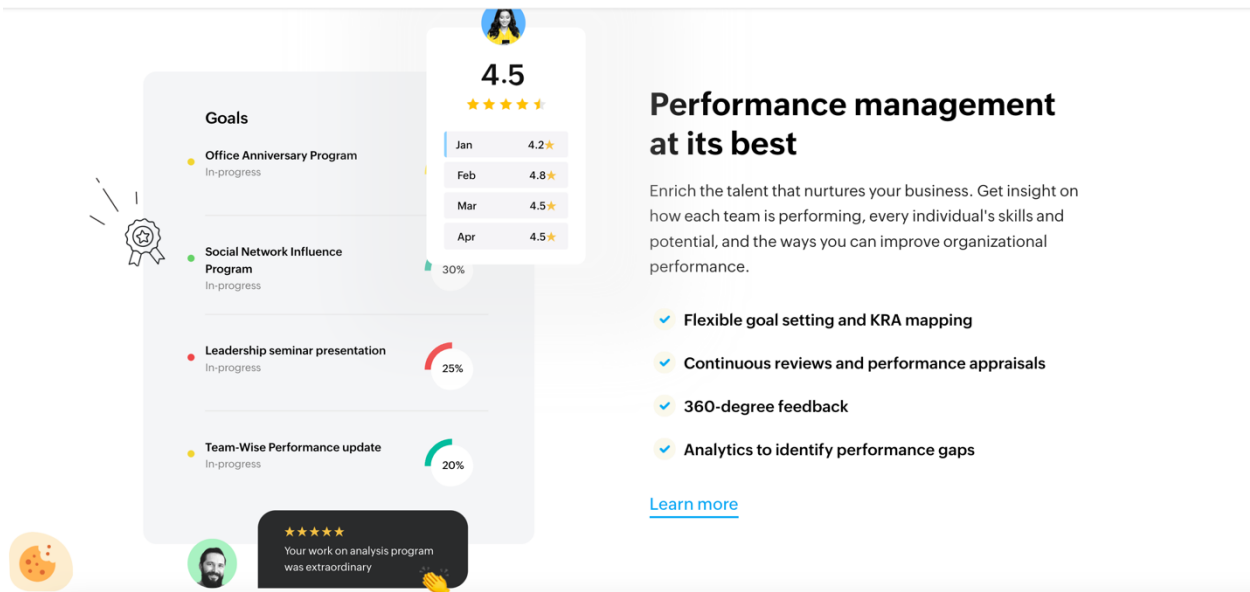 4.5
Goals
Jan 4.2
Office Anniversary Program
In-progress
Feb 4.8
Mar 4.5
Apr 4.5
Social Network Influence
Program
In-progress
30%
Leadership seminar presentation
In-progress
25%
Team-Wise Performance update
In-progress
20%
Your work on analysis program
was extraordinary
Performance management
at its best
Enrich the talent that nurtures your business. Get insight on
how each team is performing, every individual's skills and
potential, and the ways you can improve organizational
performance.
Flexible goal setting and KRA mapping
Continuous reviews and performance appraisals
360-degree feedback
Analytics to identify performance gaps
Learn more